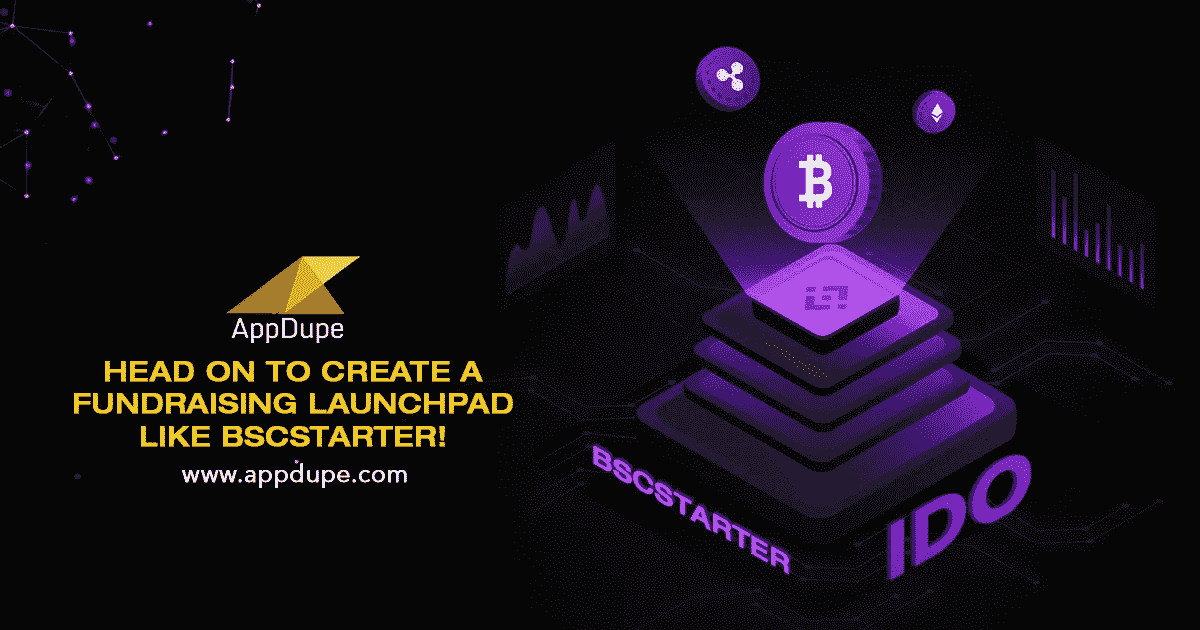 AppDupe
HEAD ON TO CREATE A
FUNDRAISING LAUNCHPAD
LIKE BSCSTARTER!
www.appdupe.com
BSCSTARTER
IDO